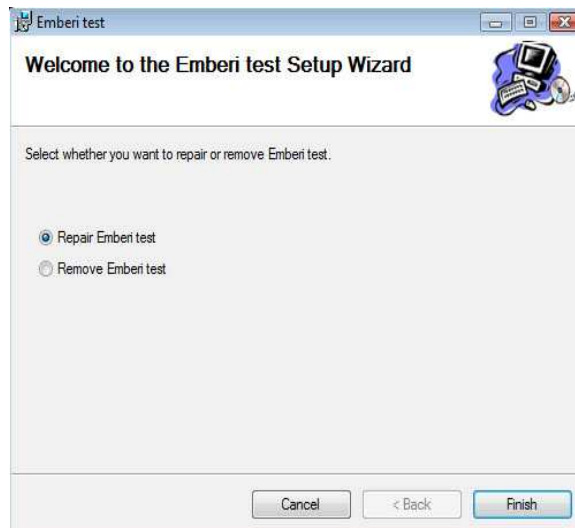 Emberi test
Welcome to the Emberi test Setup Wizard
Select whether you want to repair or remove Emberi test.
Repair Emberi test
Remove Emberi test
Cancel
< Back
Finish